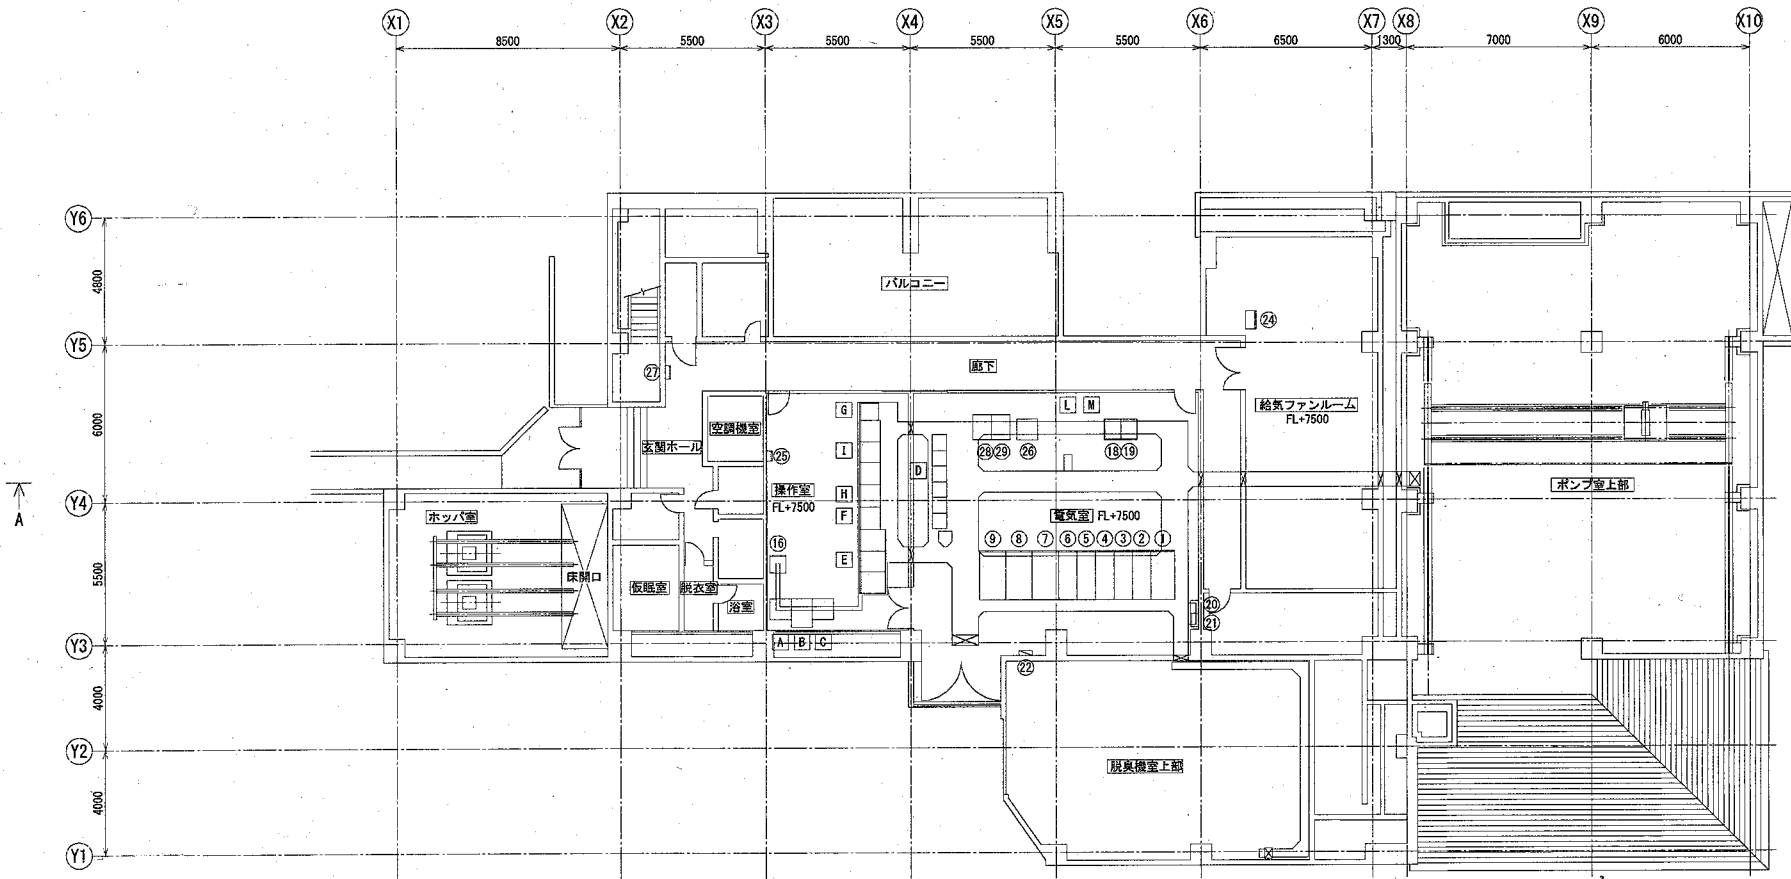 X1 X2 X3 X4 X5 X6 X7 X8 X9 X10
8500 5500 5500 5500 5500 6500 1300 7000 6000
Y6
4800
バルコニー
㉔
Y5
廊下
㉗
6000
G
L M
給気ファンルーム
FL+7500
空調機室
玄関ホール
I
㉕
D
㉘ ㉙ ㉖ ⑱ ⑲
操作室
FL+7500
H
ポンプ室上部
A
Y4
ホッパ室
F
電気室 FL+7500
⑨ ⑧ ⑦ ⑥ ⑤ ④ ③ ② ①
⑯
E
5500
床開口
仮眠室
脱衣室
浴室
⑳
㉑
Y3
A B C
㉒
4000
Y2
脱臭機室上部
4000
Y1